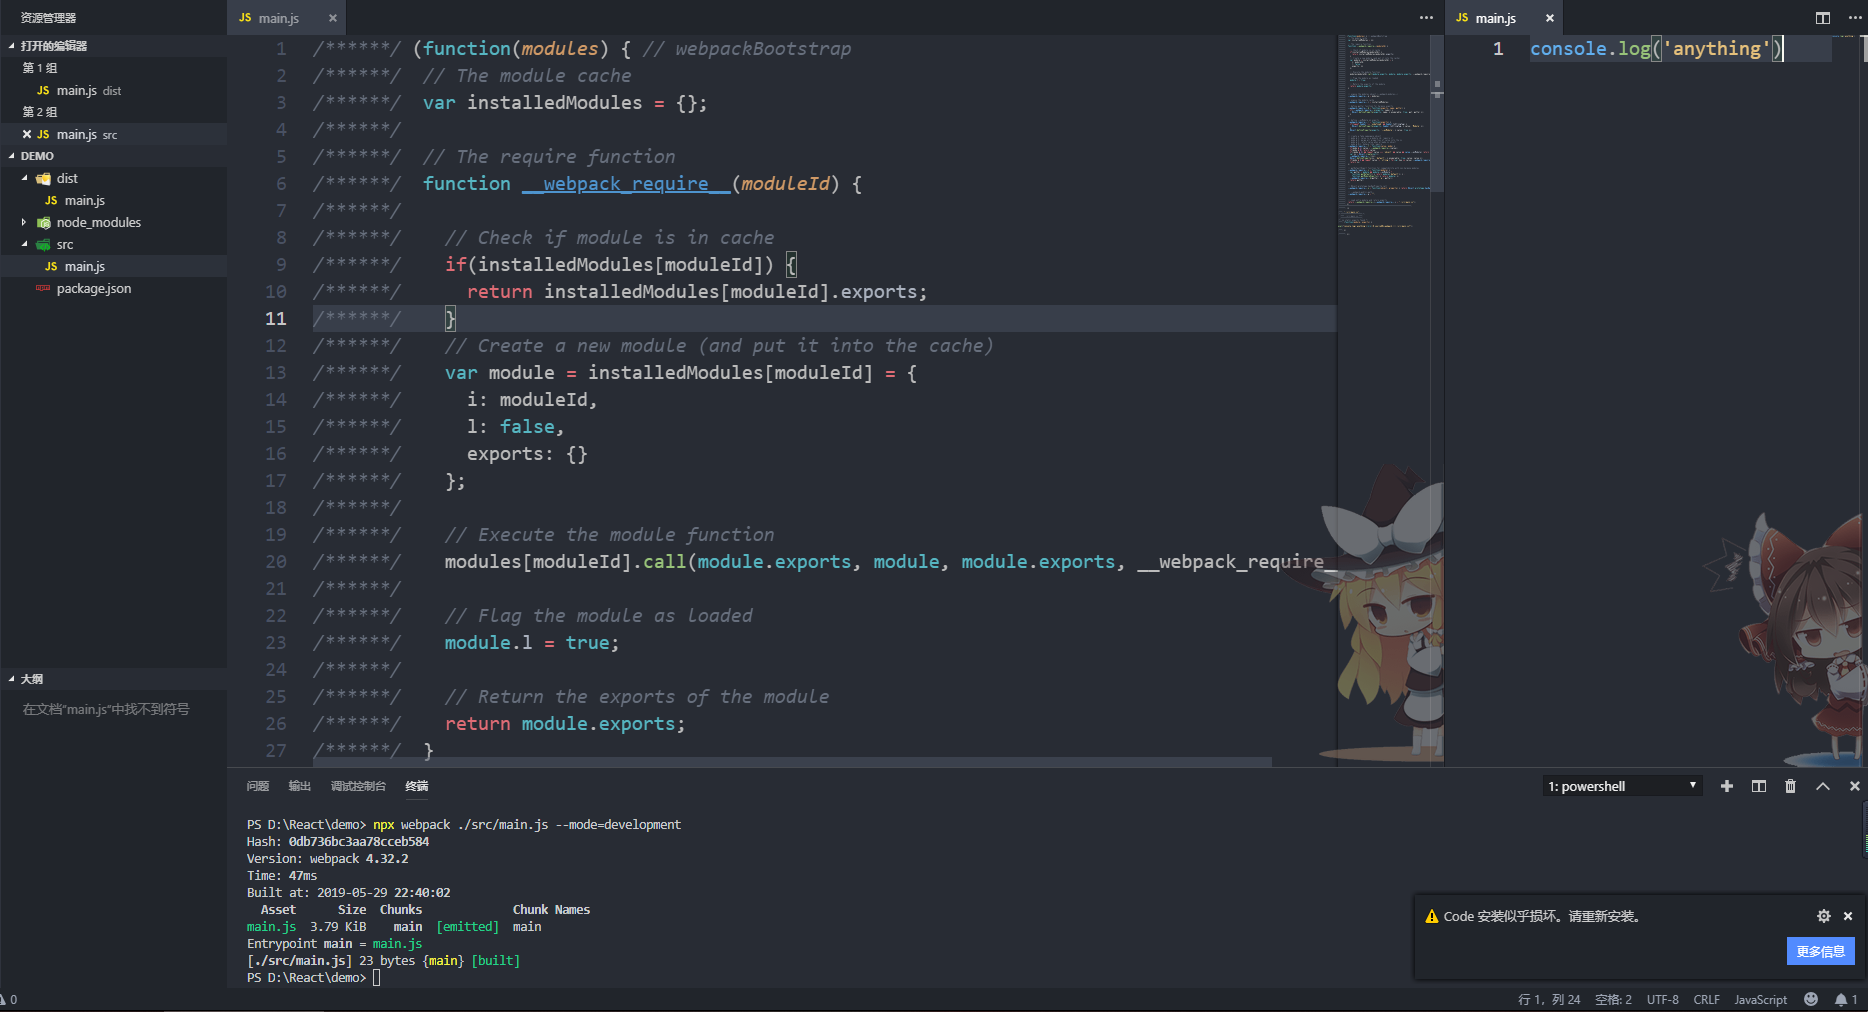 资源管理器
打开的编辑器
第 1 组
JS main.js dist
第 2 组
JS main.js src
DEMO
dist
JS main.js
node_modules
src
JS main.js
package.json
大纲
在文档"main.js"中找不到符号
JS main.js
1 /******/ (function(modules) { // webpackBootstrap
2 /******/ // The module cache
3 /******/ var installedModules = {};
4 /******/
5 /******/ // The require function
6 /******/ function __webpack_require__(moduleId) {
7 /******/
8 /******/ // Check if module is in cache
9 /******/ if(installedModules[moduleId]) {
10 /******/ return installedModules[moduleId].exports;
11 /******/ }
12 /******/ // Create a new module (and put it into the cache)
13 /******/ var module = installedModules[moduleId] = {
14 /******/ i: moduleId,
15 /******/ l: false,
16 /******/ exports: {}
17 /******/ };
18 /******/
19 /******/ // Execute the module function
20 /******/ modules[moduleId].call(module.exports, module, module.exports, __webpack_require_
21 /******/
22 /******/ // Flag the module as loaded
23 /******/ module.l = true;
24 /******/
25 /******/ // Return the exports of the module
26 /******/ return module.exports;
27 /******/ }
JS main.js
1 console.log('anything')
问题 输出 调试控制台 终端
1: powershell
PS D:\React\demo> npx webpack ./src/main.js --mode=development
Hash: 0db736bc3aa78cceb584
Version: webpack 4.32.2
Time: 47ms
Built at: 2019-05-29 22:40:02
Asset Size Chunks Chunk Names
main.js 3.79 KiB main [emitted] main
Entrypoint main = main.js
[./src/main.js] 23 bytes {main} [built]
PS D:\React\demo>
Code 安装似乎损坏。请重新安装。
更多信息
0
行 1，列 24 空格: 2 UTF-8 CRLF JavaScript 1